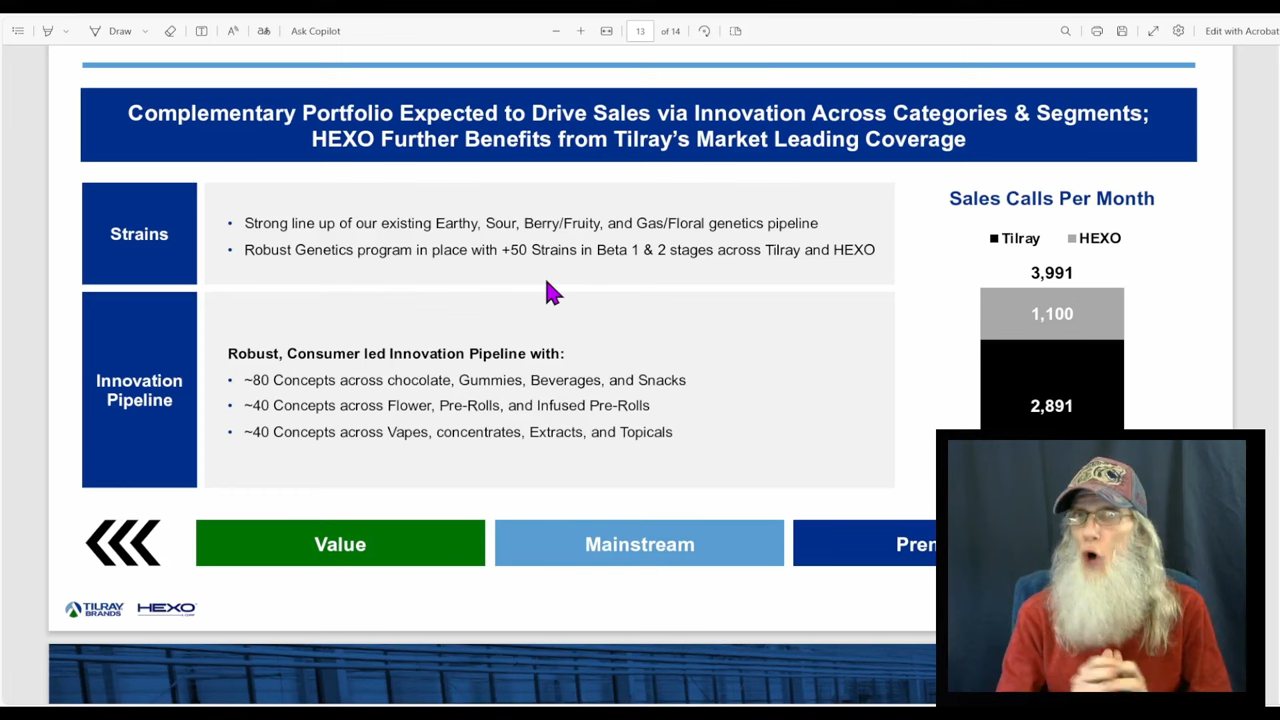 Draw
Ask Copilot
13 of 14
Edit with Acrobat
Complementary Portfolio Expected to Drive Sales via Innovation Across Categories & Segments;
HEXO Further Benefits from Tilray's Market Leading Coverage
Strains
• Strong line up of our existing Earthy, Sour, Berry/Fruity, and Gas/Floral genetics pipeline
• Robust Genetics program in place with +50 Strains in Beta 1 & 2 stages across Tilray and HEXO
Innovation
Pipeline
Robust, Consumer led Innovation Pipeline with:
• ~80 Concepts across chocolate, Gummies, Beverages, and Snacks
• ~40 Concepts across Flower, Pre-Rolls, and Infused Pre-Rolls
• ~40 Concepts across Vapes, concentrates, Extracts, and Topicals
Sales Calls Per Month
Tilray HEXO
3,991
1,100
2,891
Value
Mainstream
Pren
TILRAY
BRANDS
HEXO